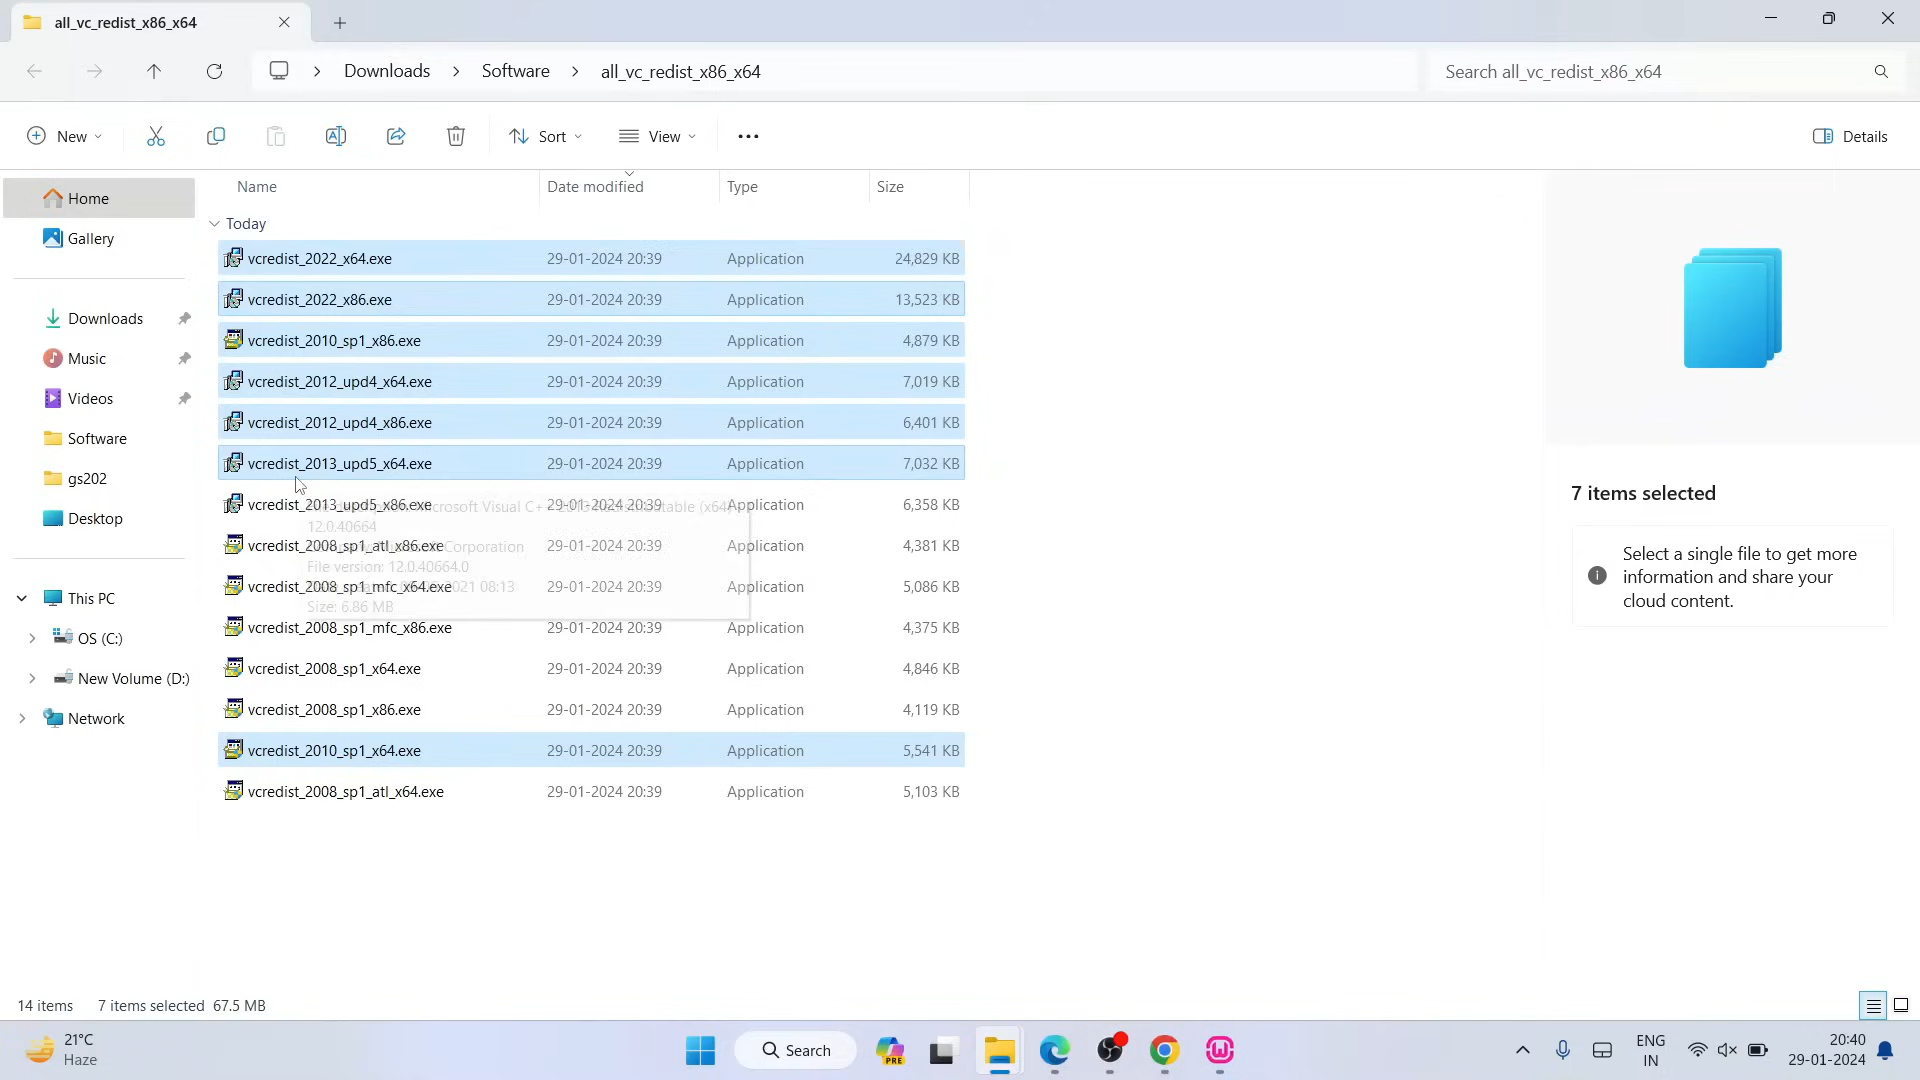 all_vc_redist_x86_x64
Downloads > Software > all_vc_redist_x86_x64
Search all_vc_redist_x86_x64
New
Sort
View
Details
Home
Gallery
Downloads
Music
Videos
Software
gs202
Desktop
This PC
OS (C:)
New Volume (D:)
Network
Name Date modified Type Size
Today
vcredist_2022_x64.exe 29-01-2024 20:39 Application 24,829 KB
vcredist_2022_x86.exe 29-01-2024 20:39 Application 13,523 KB
vcredist_2010_sp1_x86.exe 29-01-2024 20:39 Application 4,879 KB
vcredist_2012_upd4_x64.exe 29-01-2024 20:39 Application 7,019 KB
vcredist_2012_upd4_x86.exe 29-01-2024 20:39 Application 6,401 KB
vcredist_2013_upd5_x64.exe 29-01-2024 20:39 Application 7,032 KB
vcredist_2013_upd5_x86.exe 29-01-2024 20:39 Application 6,358 KB
vcredist_2008_sp1_atl_x86.exe 29-01-2024 20:39 Application 4,381 KB
vcredist_2008_sp1_mfc_x64.exe 29-01-2024 20:39 Application 5,086 KB
vcredist_2008_sp1_mfc_x86.exe 29-01-2024 20:39 Application 4,375 KB
vcredist_2008_sp1_x64.exe 29-01-2024 20:39 Application 4,846 KB
vcredist_2008_sp1_x86.exe 29-01-2024 20:39 Application 4,119 KB
vcredist_2010_sp1_x64.exe 29-01-2024 20:39 Application 5,541 KB
vcredist_2008_sp1_atl_x64.exe 29-01-2024 20:39 Application 5,103 KB
Microsoft Visual C++ Redistributable (x64)
12.0.40664
Corporation
File version: 12.0.40664.0
2021 08:13
Size: 6.86 MB
7 items selected
Select a single file to get more
information and share your
cloud content.
14 items 7 items selected 67.5 MB
21°C
Haze
Search
PRE
ENG
IN
20:40
29-01-2024